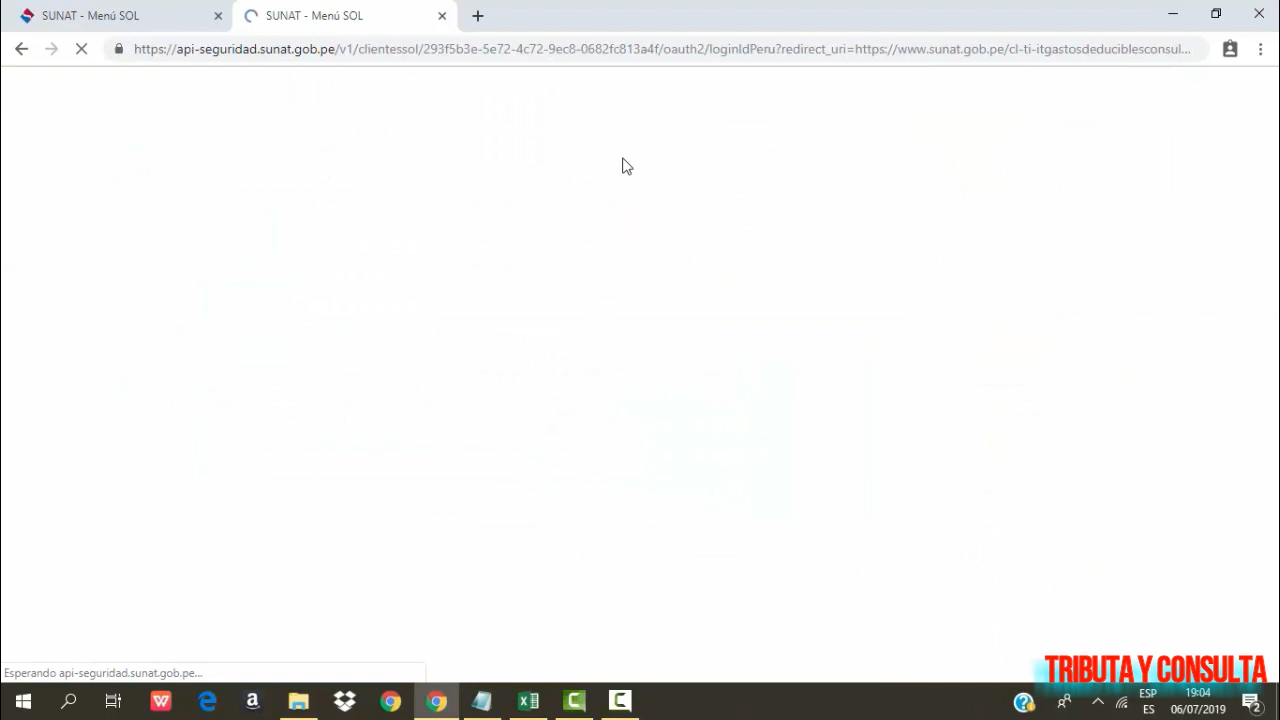 SUNAT - Menú SOL
SUNAT - Menú SOL
https://api-seguridad.sunat.gob.pe/v1/clientessol/293f5b3e-5e72-4c72-9ec8-0682fc813a4f/oauth2/loginIdPeru?redirect_uri=https://www.sunat.gob.pe/cl-ti-itgastosdeduciblesconsul...
Esperando api-seguridad.sunat.gob.pe...
TRIBUTA Y CONSULTA
ESP
ES
19:04
06/07/2019
2